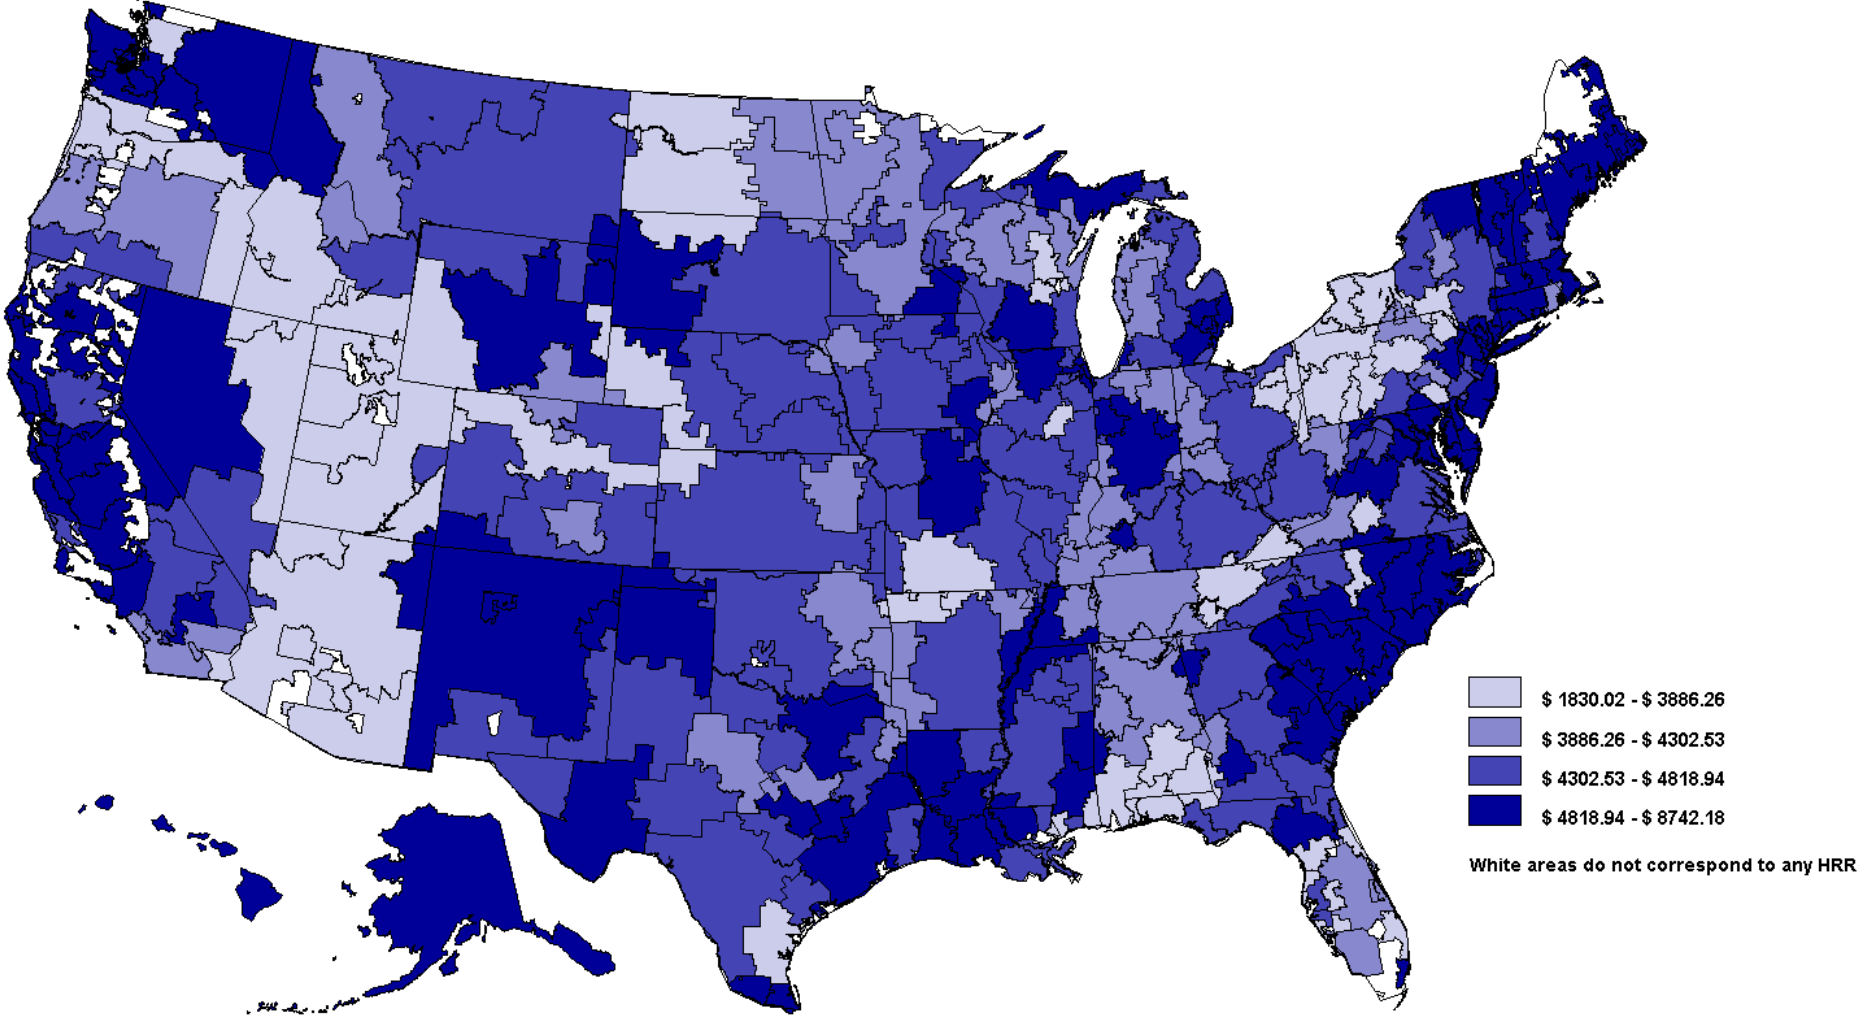 $ 1830.02 - $ 3886.26
$ 3886.26 - $ 4302.53
$ 4302.53 - $ 4818.94
$ 4818.94 - $ 8742.18
White areas do not correspond to any HRR